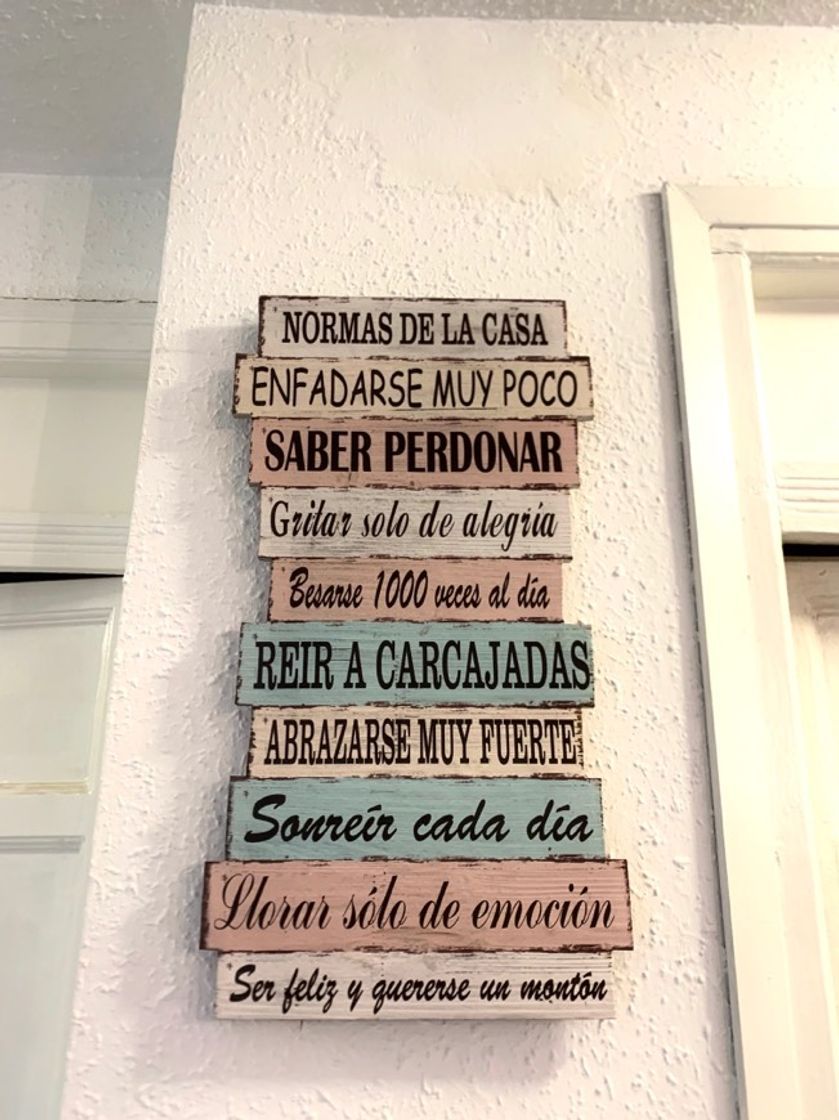 NORMAS DE LA CASA
ENFADARSE MUY POCO
SABER PERDONAR
Gritar solo de alegría
Besarse 1000 veces al día
REIR A CARCAJADAS
ABRAZARSE MUY FUERTE
Sonreír cada día
Llorar sólo de emoción
Ser feliz y quererse un montón